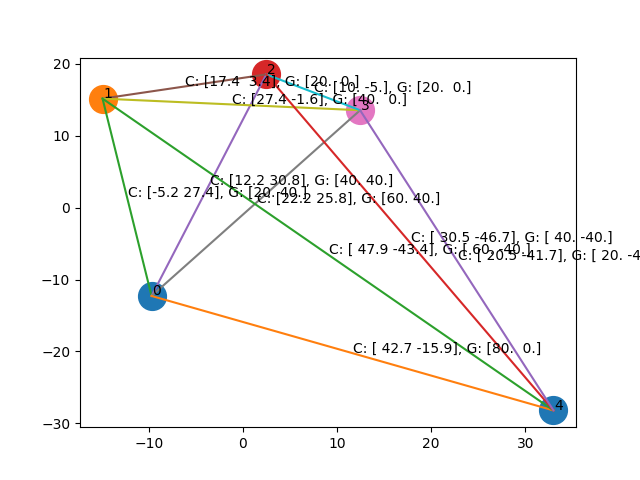 20
10
0
−10
−20
−30
−10
0
10
20
30
1
2
3
0
4
C: [17.4 3.4], G: [20. 0.]
C: [10. -5.], G: [20. 0.]
C: [27.4 -1.6], G: [40. 0.]
C: [12.2 30.8], G: [40. 40.]
C: [-5.2 27.4], G: [20. 40.]
C: [22.2 25.8], G: [60. 40.]
C: [ 30.5 -46.7], G: [ 40. -40.]
C: [ 47.9 -43.4], G: [ 60. -40.]
C: [ 20.5 -41.7], G: [ 20. -4
C: [ 42.7 -15.9], G: [80. 0.]